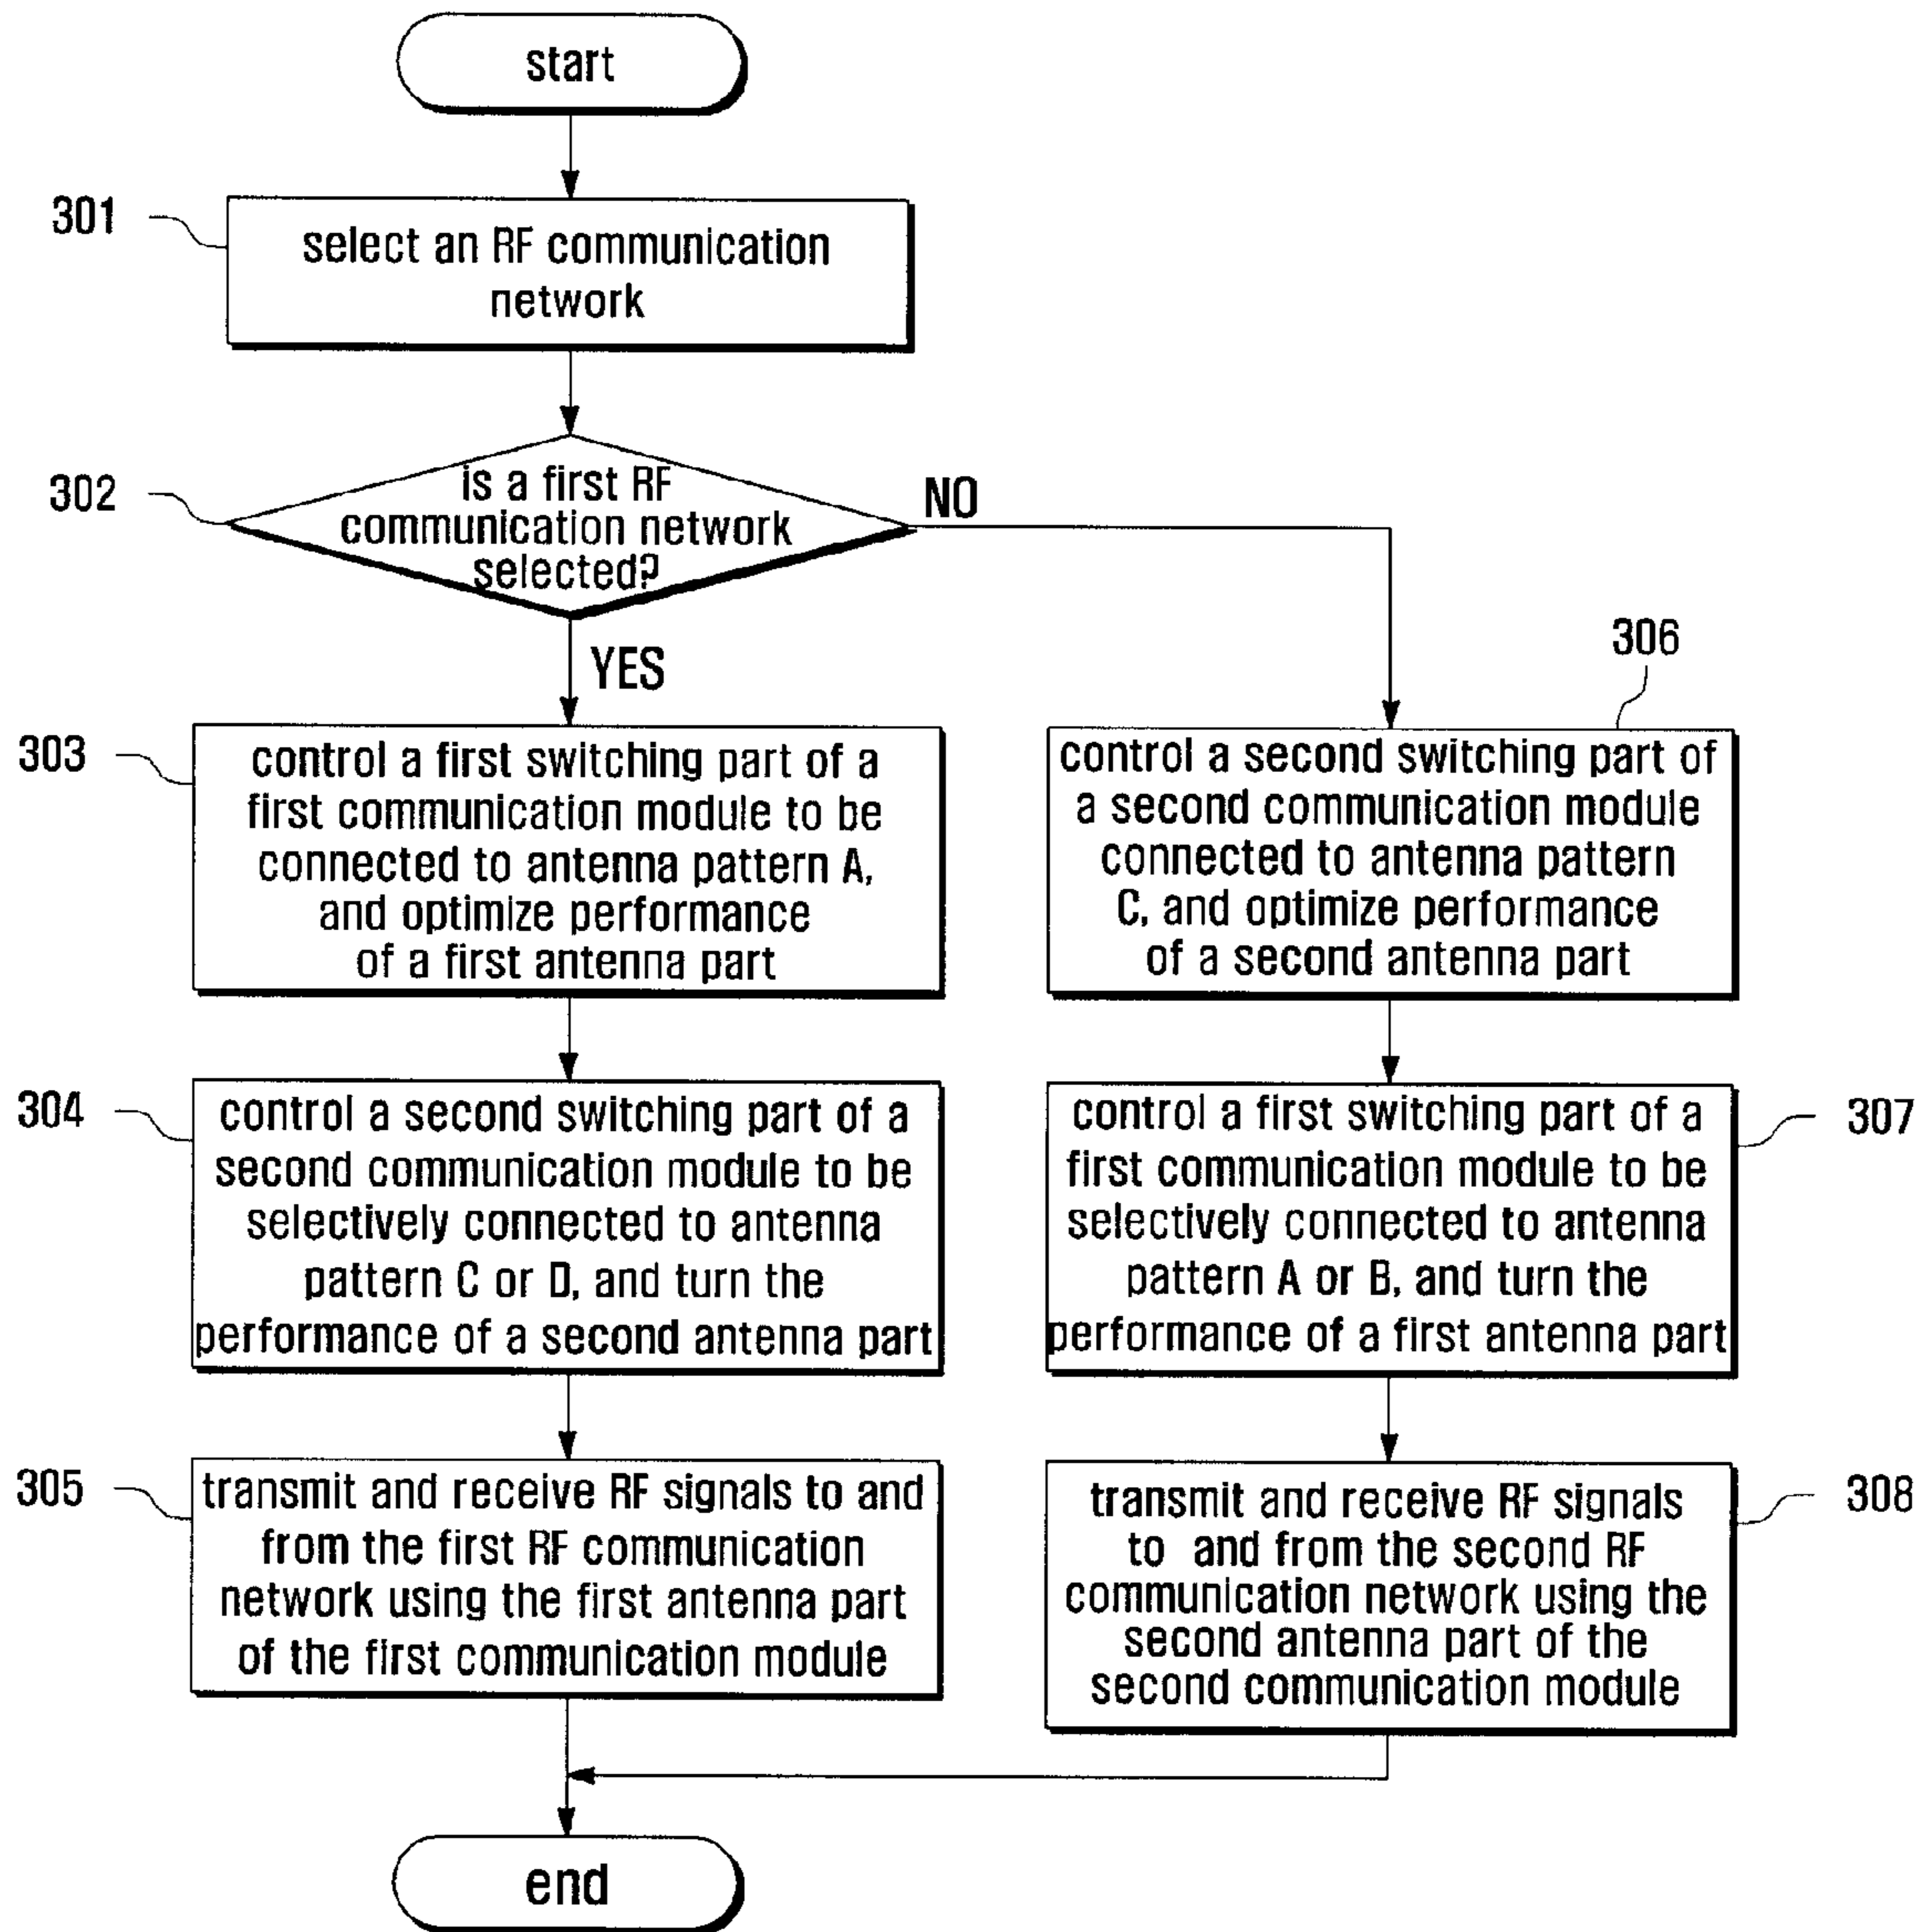 start
301
select an RF communication
network
302
is a first RF
communication network
selected?
NO
YES
303
control a first switching part of a
first communication module to be
connected to antenna pattern A,
and optimize performance
of a first antenna part
306
control a second switching part of
a second communication module
connected to antenna pattern
C, and optimize performance
of a second antenna part
304
control a second switching part of a
second communication module to be
selectively connected to antenna
pattern C or D, and turn the
performance of a second antenna part
307
control a first switching part of a
first communication module to be
selectively connected to antenna
pattern A or B, and turn the
performance of a first antenna part
305
transmit and receive RF signals to and
from the first RF communication
network using the first antenna part
of the first communication module
308
transmit and receive RF signals
to and from the second RF
communication network using the
second antenna part of the
second communication module
end